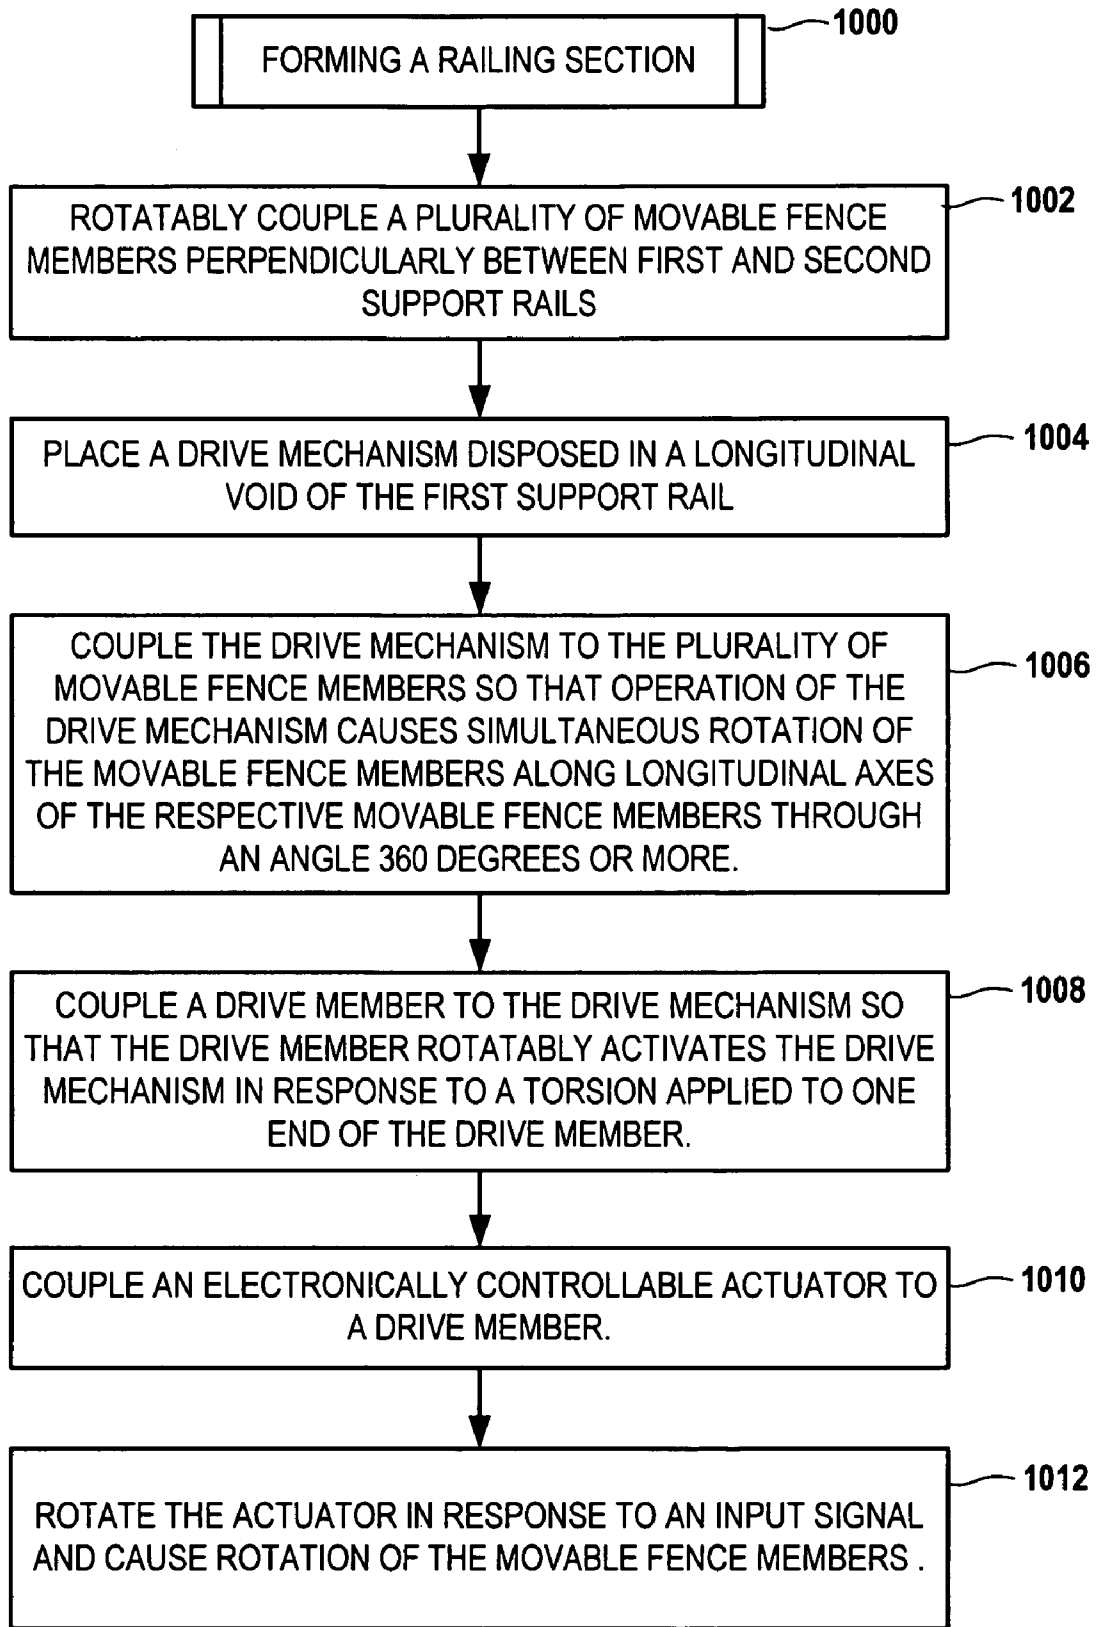 1000
FORMING A RAILING SECTION
1002
ROTATABLY COUPLE A PLURALITY OF MOVABLE FENCE
MEMBERS PERPENDICULARLY BETWEEN FIRST AND SECOND
SUPPORT RAILS
1004
PLACE A DRIVE MECHANISM DISPOSED IN A LONGITUDINAL
VOID OF THE FIRST SUPPORT RAIL
1006
COUPLE THE DRIVE MECHANISM TO THE PLURALITY OF
MOVABLE FENCE MEMBERS SO THAT OPERATION OF THE
DRIVE MECHANISM CAUSES SIMULTANEOUS ROTATION OF
THE MOVABLE FENCE MEMBERS ALONG LONGITUDINAL AXES
OF THE RESPECTIVE MOVABLE FENCE MEMBERS THROUGH
AN ANGLE 360 DEGREES OR MORE.
1008
COUPLE A DRIVE MEMBER TO THE DRIVE MECHANISM SO
THAT THE DRIVE MEMBER ROTATABLY ACTIVATES THE DRIVE
MECHANISM IN RESPONSE TO A TORSION APPLIED TO ONE
END OF THE DRIVE MEMBER.
1010
COUPLE AN ELECTRONICALLY CONTROLLABLE ACTUATOR TO
A DRIVE MEMBER.
1012
ROTATE THE ACTUATOR IN RESPONSE TO AN INPUT SIGNAL
AND CAUSE ROTATION OF THE MOVABLE FENCE MEMBERS .